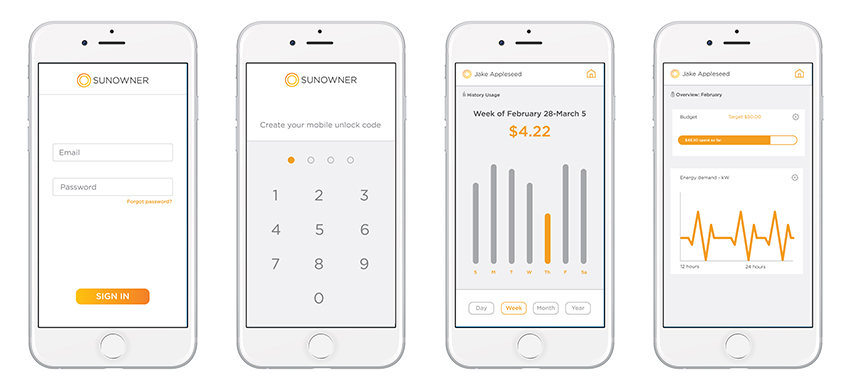 SUNOWNER
Email
Password
Forgot password?
SIGN IN
SUNOWNER
Create your mobile unlock code
1 2 3
4 5 6
7 8 9
0
Jake Appleseed
History Usage
Week of February 28-March 5
$4.22
S M T W Th F Sa
Day Week Month Year
Jake Appleseed
Overview: February
Budget Target $50.00
spent so far
Energy demand - kW
12 hours 24 hours